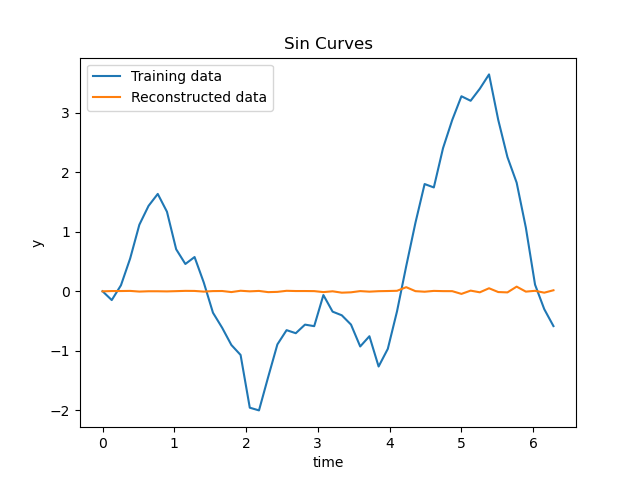 Sin Curves
Training data
Reconstructed data
3
2
1
0
−1
−2
y
0 1 2 3 4 5 6
time